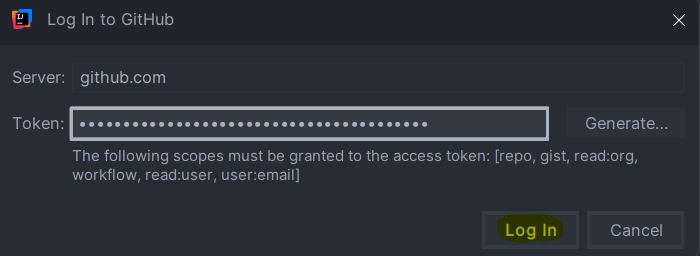 Log In to GitHub
Server: github.com
Token: ••••••••••••••••••••••••••••••••••••••••
Generate...
The following scopes must be granted to the access token: [repo, gist, read:org,
workflow, read:user, user:email]
Log In Cancel